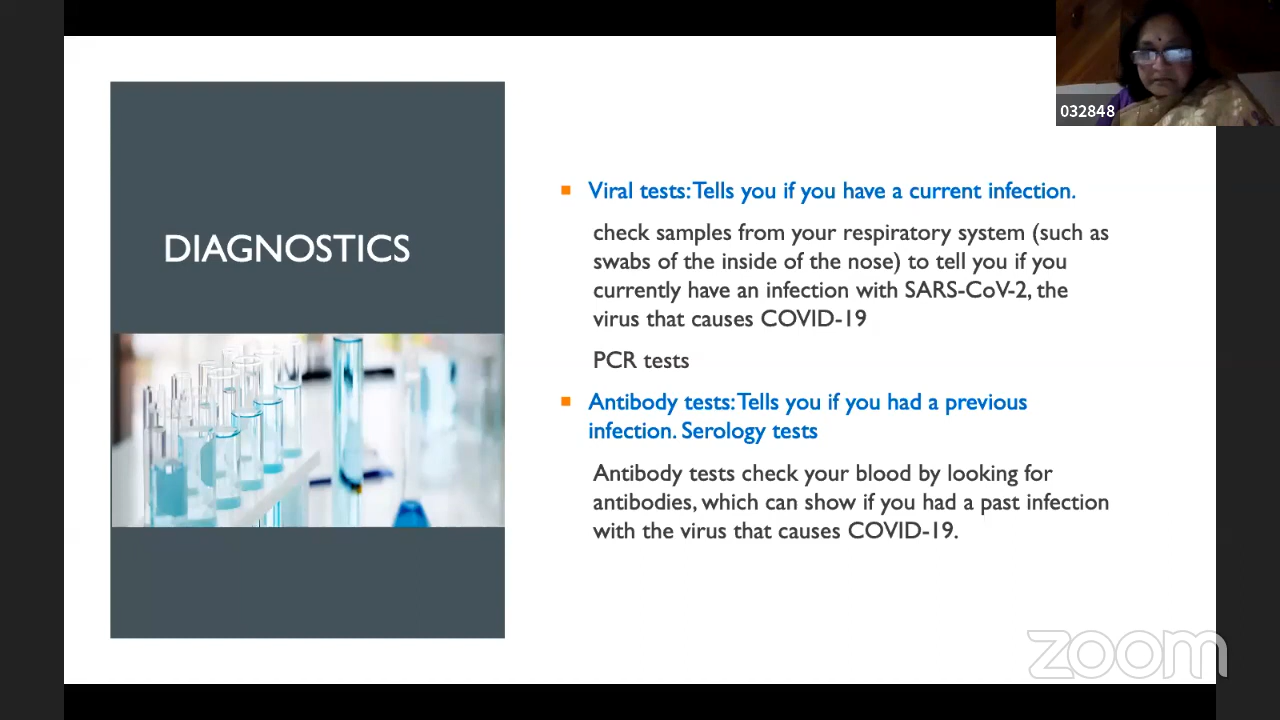 032848
DIAGNOSTICS
Viral tests: Tells you if you have a current infection.
check samples from your respiratory system (such as
swabs of the inside of the nose) to tell you if you
currently have an infection with SARS-CoV-2, the
virus that causes COVID-19
PCR tests
Antibody tests: Tells you if you had a previous
infection. Serology tests
Antibody tests check your blood by looking for
antibodies, which can show if you had a past infection
with the virus that causes COVID-19.
zoom